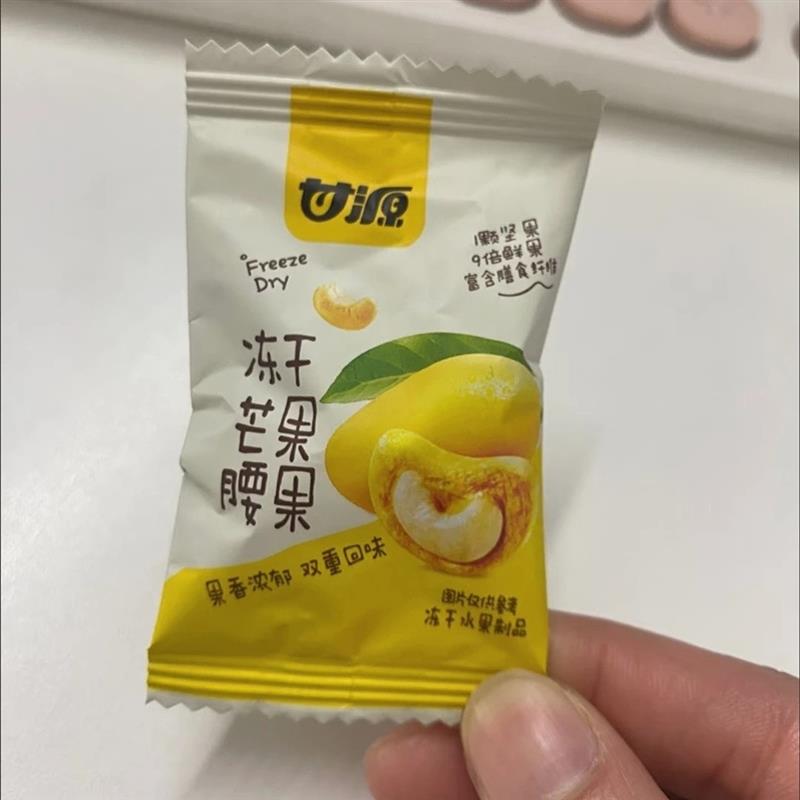 甘源
°Freeze
Dry
1颗坚果
9倍鲜果
富含膳食纤维
冻干
芒果
腰果
果香浓郁 双重回味
图片仅供参考
冻干水果制品